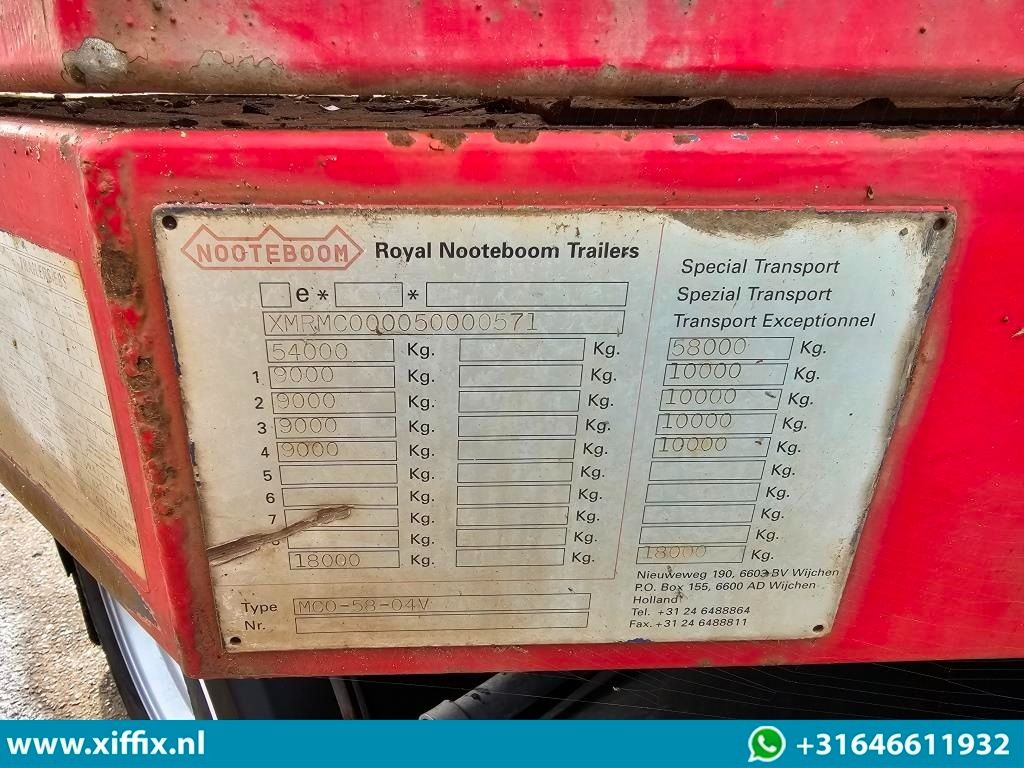 NOOTEBOOM Royal Nooteboom Trailers
e* *
XMRMC000050000571
54000 Kg. Kg.
1 9000 Kg. Kg.
2 9000 Kg. Kg.
3 9000 Kg. Kg.
4 9000 Kg. Kg.
5 Kg. Kg.
6 Kg. Kg.
7 Kg. Kg.
Kg. Kg.
18000 Kg. Kg.
Type MCO-58-04V
Nr.
Special Transport
Spezial Transport
Transport Exceptionnel
58000 Kg.
10000 Kg.
10000 Kg.
10000 Kg.
10000 Kg.
Kg.
Kg.
Kg.
Kg.
18000 Kg.
Nieuweweg 190, 6603 BV Wijchen
P.O. Box 155, 6600 AD Wijchen
Holland
Tel. +31 24 6488864
Fax. +31 24 6488811
www.xiffix.nl
+31646611932